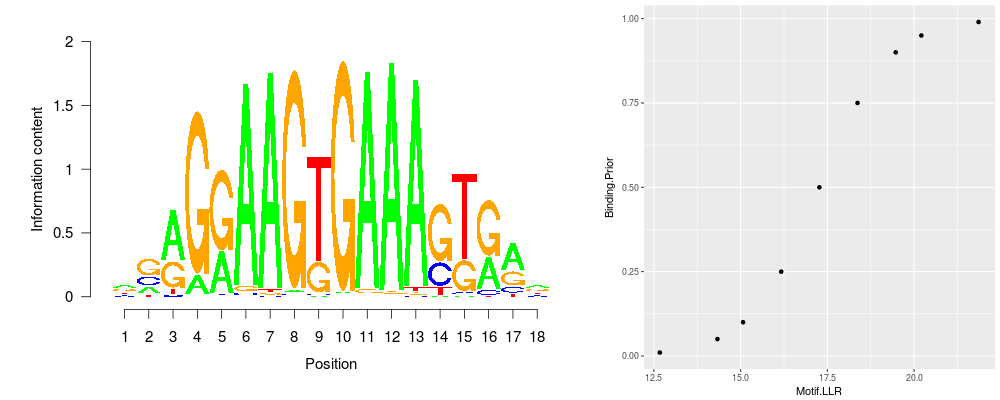 2
1.5
1
0.5
0
Information content
G
A
G
T
G
A
A
G
G
A
A
G
T
G
A
A
A
G
T
G
A
G
A
A
G
C
G
A
G
1 2 3 4 5 6 7 8 9 10 11 12 13 14 15 16 17 18
Position
1.00
0.75
0.50
0.25
0.00
Binding.Prior
12.5 15.0 17.5 20.0
Motif.LLR